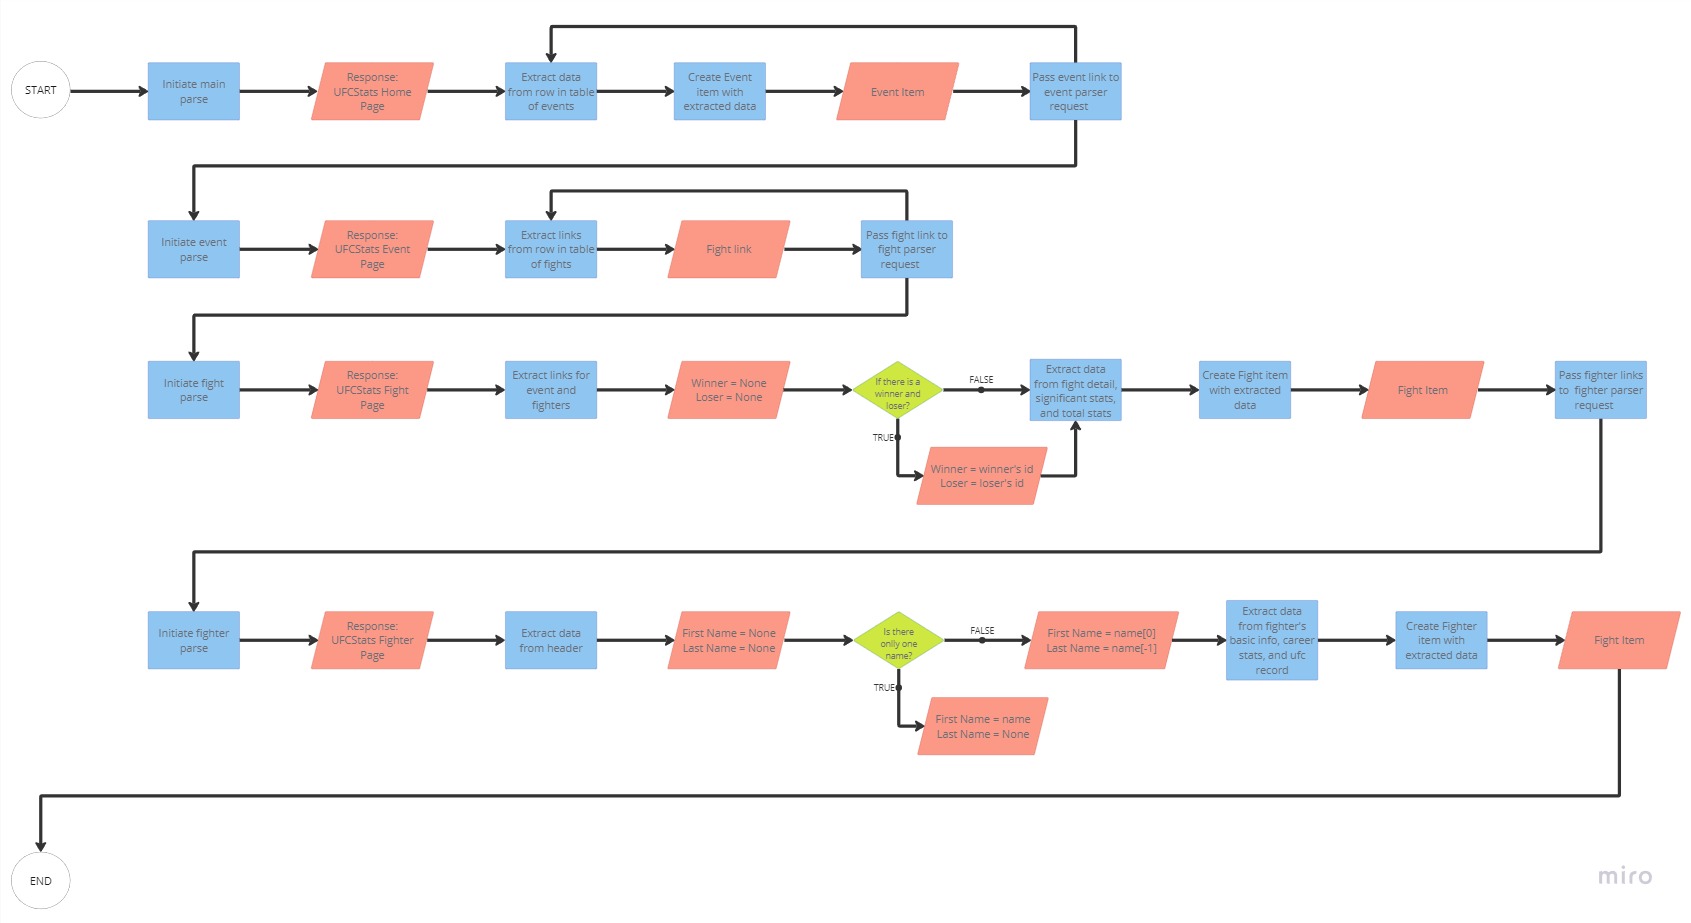 START
Initiate main
parse
Response:
UFCStats Home
Page
Extract data
from row in table
of events
Create Event
item with
extracted data
Event Item
Pass event link to
event parser
request
Initiate event
parse
Response:
UFCStats Event
Page
Extract links
from row in table
of fights
Fight link
Pass fight link to
fight parser
request
Initiate fight
parse
Response:
UFCStats Fight
Page
Extract links for
event and
fighters
Winner = None
Loser = None
If there is a
winner and
loser?
FALSE
TRUE
Winner = winner's id
Loser = loser's id
Extract data
from fight detail,
significant stats,
and total stats
Create Fight item
with extracted
data
Fight Item
Pass fighter links
to fighter parser
request
Initiate fighter
parse
Response:
UFCStats Fighter
Page
Extract data
from header
First Name = None
Last Name = None
Is there
onlly one
name?
FALSE
TRUE
First Name = name
Last Name = None
First Name = name[0]
Last Name = name[-1]
Extract data
from fighter's
basic info, career
stats, and ufc
record
Create Fighter
item with
extracted data
Fight Item
END
miro